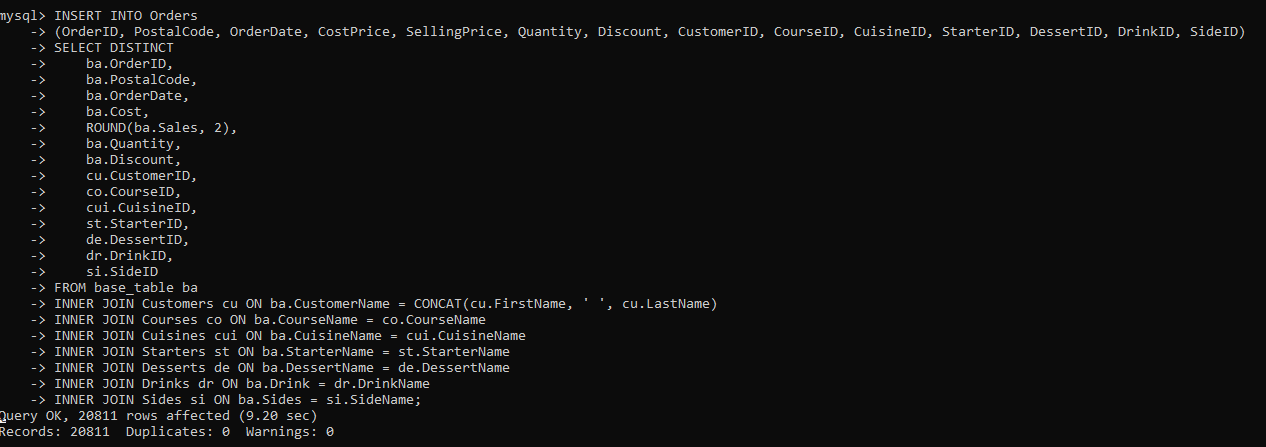 mysql> INSERT INTO Orders
    -> (OrderID, PostalCode, OrderDate, CostPrice, SellingPrice, Quantity, Discount, CustomerID, CourseID, CuisineID, StarterID, DessertID, DrinkID, SideID)
    -> SELECT DISTINCT
    ->     ba.OrderID,
    ->     ba.PostalCode,
    ->     ba.OrderDate,
    ->     ba.Cost,
    ->     ROUND(ba.Sales, 2),
    ->     ba.Quantity,
    ->     ba.Discount,
    ->     cu.CustomerID,
    ->     co.CourseID,
    ->     cui.CuisineID,
    ->     st.StarterID,
    ->     de.DessertID,
    ->     dr.DrinkID,
    ->     si.SideID
    -> FROM base_table ba
    -> INNER JOIN Customers cu ON ba.CustomerName = CONCAT(cu.FirstName, ' ', cu.LastName)
    -> INNER JOIN Courses co ON ba.CourseName = co.CourseName
    -> INNER JOIN Cuisines cui ON ba.CuisineName = cui.CuisineName
    -> INNER JOIN Starters st ON ba.StarterName = st.StarterName
    -> INNER JOIN Desserts de ON ba.DessertName = de.DessertName
    -> INNER JOIN Drinks dr ON ba.Drink = dr.DrinkName
    -> INNER JOIN Sides si ON ba.Sides = si.SideName;
Query OK, 20811 rows affected (9.20 sec)
Records: 20811  Duplicates: 0  Warnings: 0